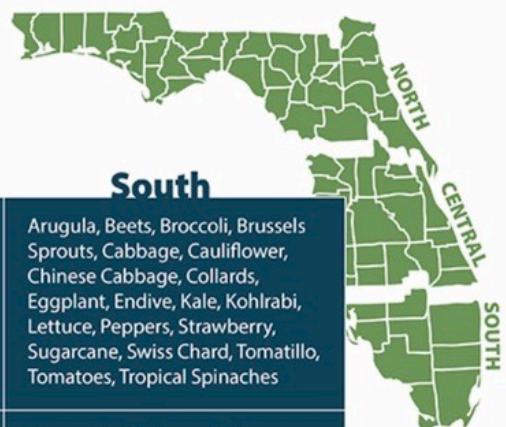 NORTH
South
CENTRAL
Arugula, Beets, Broccoli, Brussels
Sprouts, Cabbage, Cauliflower,
Chinese Cabbage, Collards,
Eggplant, Endive, Kale, Kohlrabi,
Lettuce, Peppers, Strawberry,
Sugarcane, Swiss Chard, Tomatillo,
Tomatoes, Tropical Spinaches
SOUTH